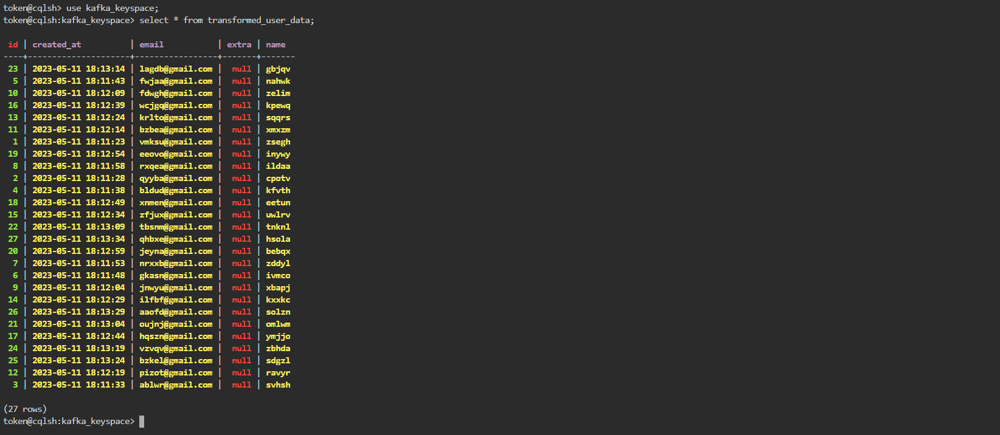 token@cqlsh> use kafka_keyspace;
token@cqlsh:kafka_keyspace> select * from transformed_user_data;
 id | created_at          | email           | extra | name
----+---------------------+-----------------+-------+-------
 23 | 2023-05-11 18:13:14 | lagdb@gmail.com |  null | gbjqv
  5 | 2023-05-11 18:11:43 | fwjaa@gmail.com |  null | nahwk
 10 | 2023-05-11 18:12:09 | fdwgh@gmail.com |  null | zelim
 16 | 2023-05-11 18:12:39 | wcjgq@gmail.com |  null | kpewq
 13 | 2023-05-11 18:12:24 | krlto@gmail.com |  null | sqqrs
 11 | 2023-05-11 18:12:14 | bzbea@gmail.com |  null | xmxzm
  1 | 2023-05-11 18:11:23 | vmksu@gmail.com |  null | zsegh
 19 | 2023-05-11 18:12:54 | eeovo@gmail.com |  null | inywy
  8 | 2023-05-11 18:11:58 | rxqea@gmail.com |  null | ildaa
  2 | 2023-05-11 18:11:28 | qyyba@gmail.com |  null | cpotv
  4 | 2023-05-11 18:11:38 | bldud@gmail.com |  null | kfvth
 18 | 2023-05-11 18:12:49 | xnmen@gmail.com |  null | eetun
 15 | 2023-05-11 18:12:34 | zfjux@gmail.com |  null | uwlrv
 22 | 2023-05-11 18:13:09 | tbsnm@gmail.com |  null | tnknl
 27 | 2023-05-11 18:13:34 | qhbxe@gmail.com |  null | hsola
 20 | 2023-05-11 18:12:59 | jeyna@gmail.com |  null | bebqx
  7 | 2023-05-11 18:11:53 | nrxxb@gmail.com |  null | zddyl
  6 | 2023-05-11 18:11:48 | gkasn@gmail.com |  null | ivmco
  9 | 2023-05-11 18:12:04 | jnwyu@gmail.com |  null | xbapj
 14 | 2023-05-11 18:12:29 | ilfbf@gmail.com |  null | kxxkc
 26 | 2023-05-11 18:13:29 | aaofd@gmail.com |  null | solzn
 21 | 2023-05-11 18:13:04 | oujnj@gmail.com |  null | omlwm
 17 | 2023-05-11 18:12:44 | hqszn@gmail.com |  null | ymjjo
 24 | 2023-05-11 18:13:19 | vzvqv@gmail.com |  null | zbhda
 25 | 2023-05-11 18:13:24 | bzkel@gmail.com |  null | sdgzl
 12 | 2023-05-11 18:12:19 | pizot@gmail.com |  null | ravyr
  3 | 2023-05-11 18:11:33 | ablwr@gmail.com |  null | svhsh
(27 rows)
token@cqlsh:kafka_keyspace>